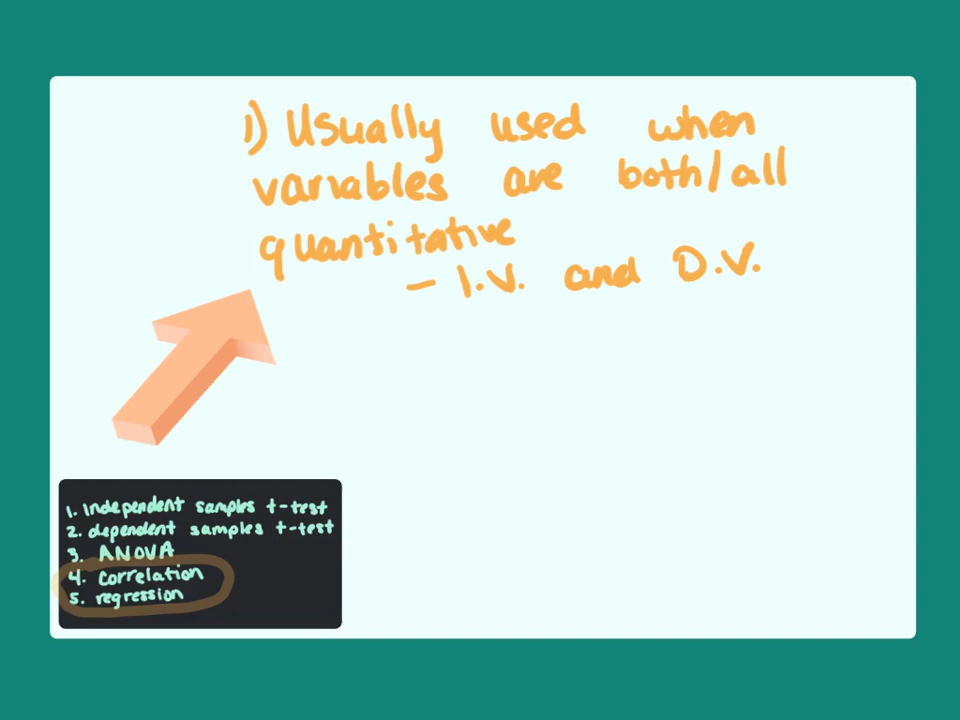 1) Usually used when
variables are both/all
quantitative
- I.V. and D.V.
1. independent samples t-test
2. dependent samples t-test
3. ANOVA
4. correlation
5. regression